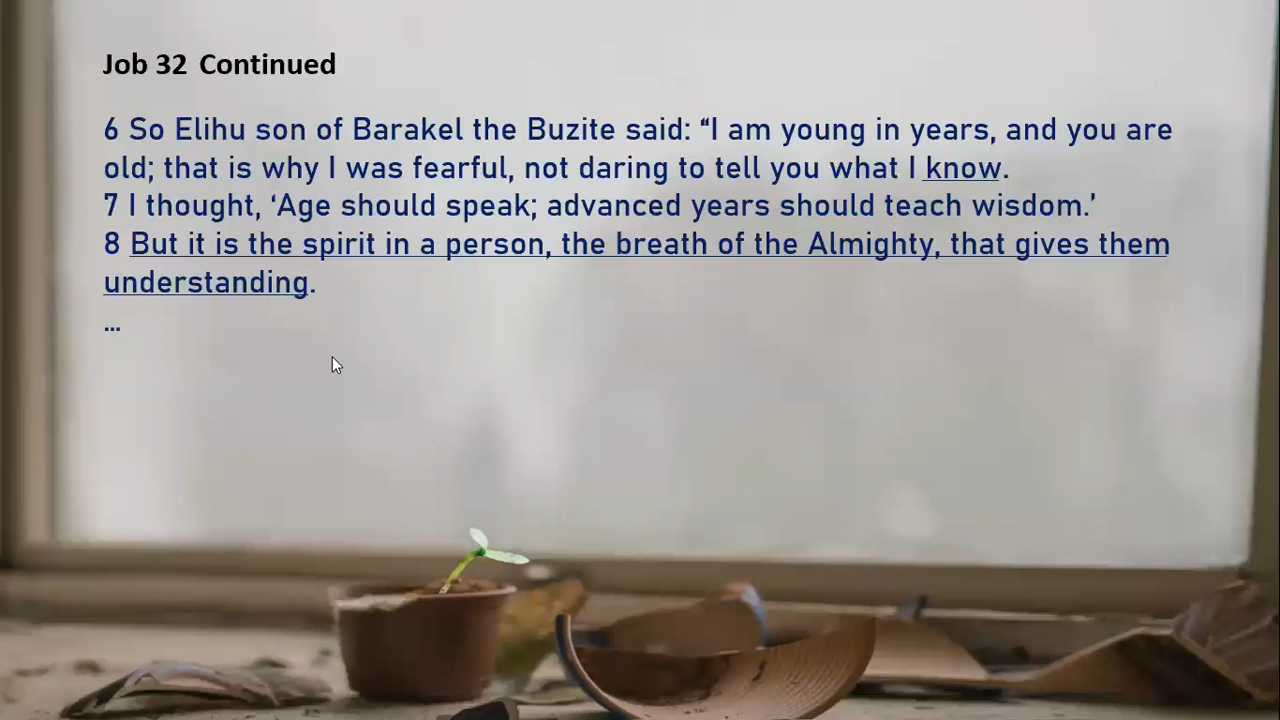 Job 32 Continued
6 So Elihu son of Barakel the Buzite said: “I am young in years, and you are
old; that is why I was fearful, not daring to tell you what I know.
7 I thought, ‘Age should speak; advanced years should teach wisdom.’
8 But it is the spirit in a person, the breath of the Almighty, that gives them
understanding.
...